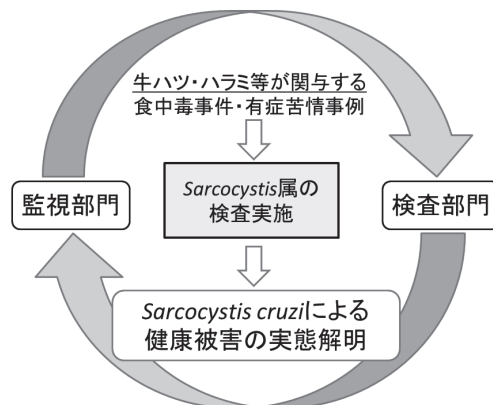 牛ハツ・ハラミ等が関与する
食中毒事件・有症苦情事例
Sarcocystis属の
検査実施
監視部門
検査部門
Sarcocystis cruziによる
健康被害の実態解明